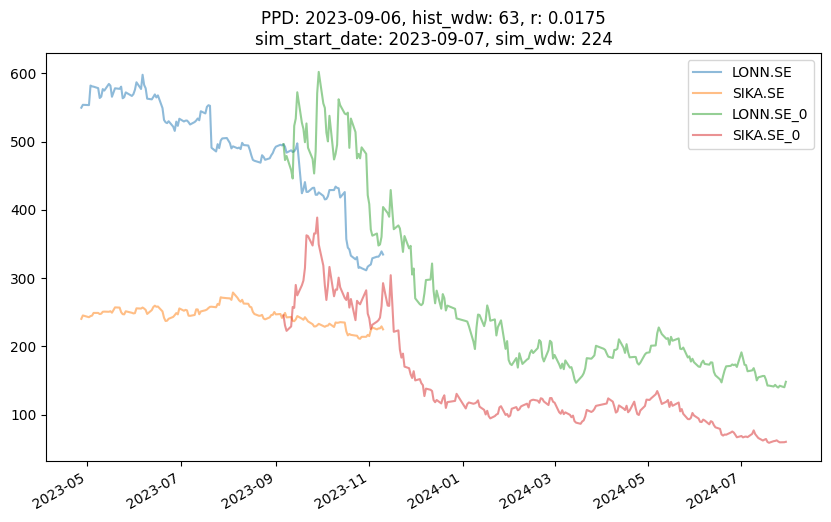 PPD: 2023-09-06, hist_wdw: 63, r: 0.0175
sim_start_date: 2023-09-07, sim_wdw: 224
LONN.SE
SIKA.SE
LONN.SE_0
SIKA.SE_0
600
500
400
300
200
100
2023-05
2023-07
2023-09
2023-11
2024-01
2024-03
2024-05
2024-07